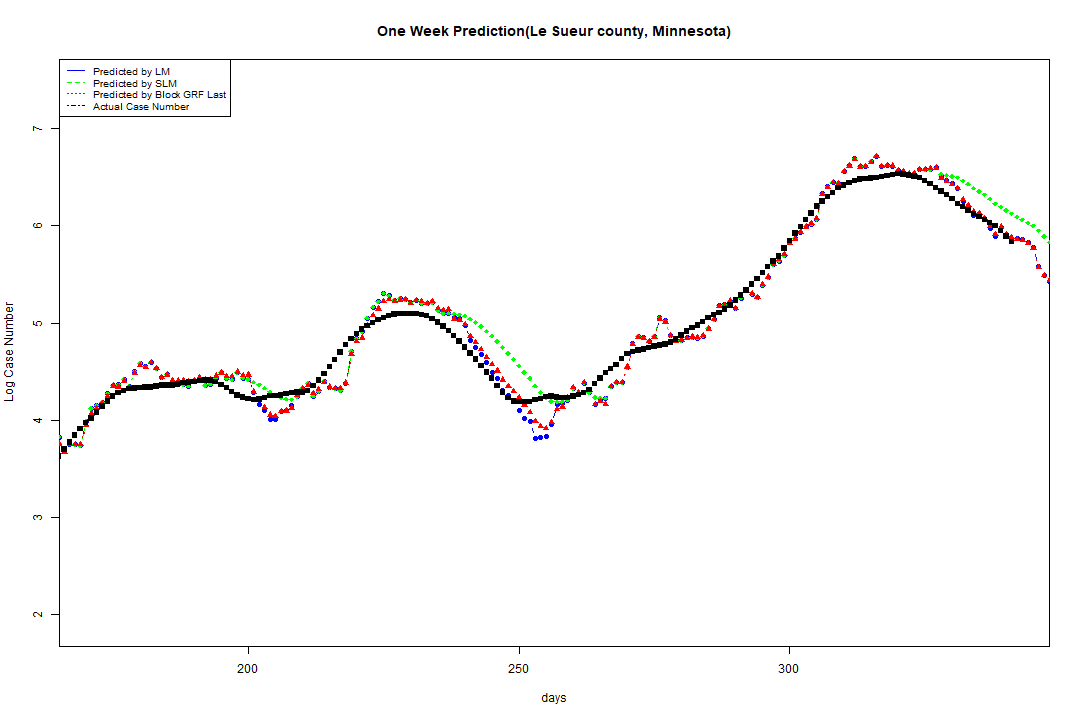 One Week Prediction(Le Sueur county, Minnesota)
Predicted by LM
Predicted by SLM
Predicted by Block GRF Last
Actual Case Number
7
6
5
4
3
2
Log Case Number
200
250
300
days